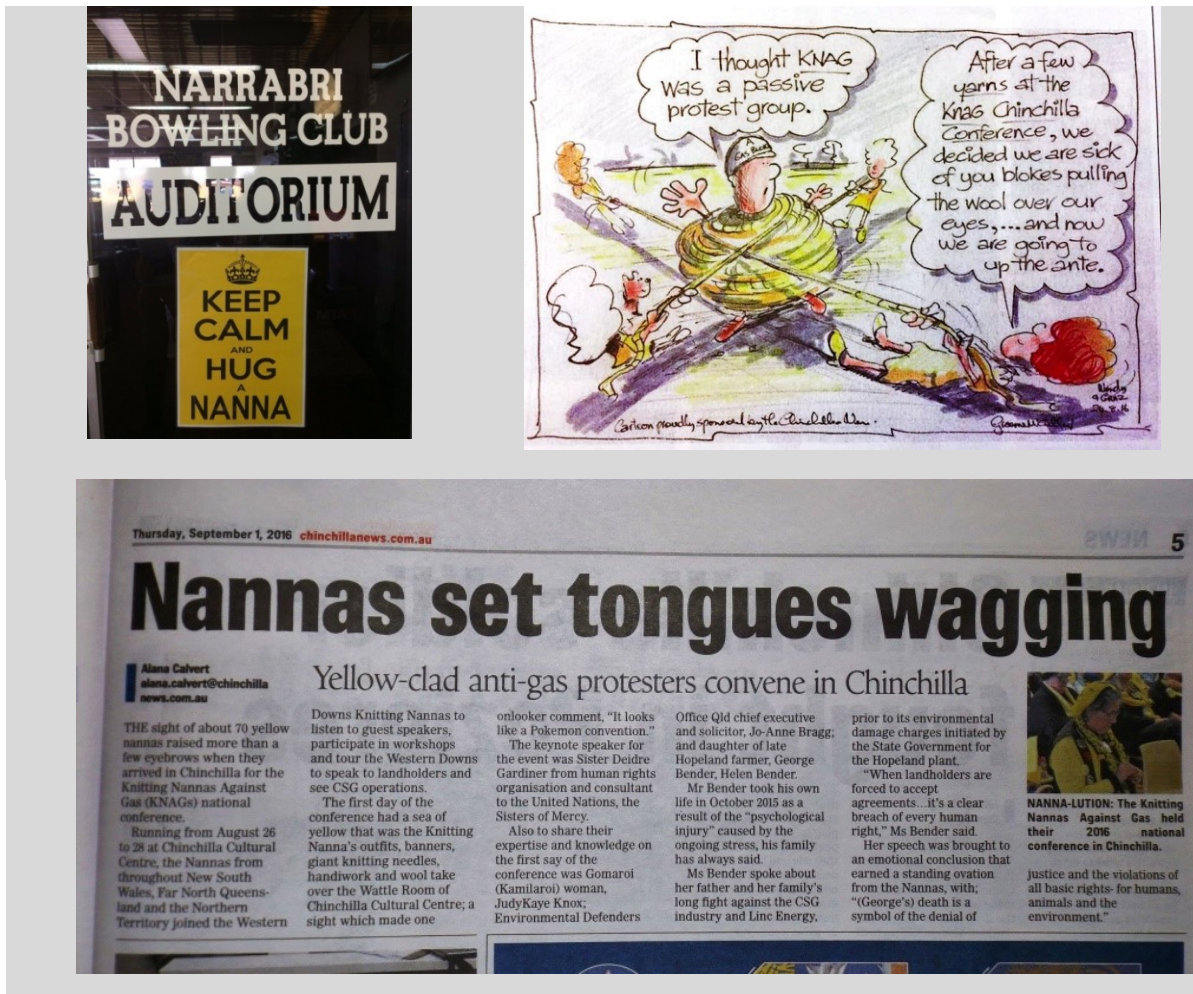 NARRABRI
BOWLING CLUB
AUDITORIUM
KEEP
CALM
AND
HUG
A
NANNA
I thought KNAG
was a passive
protest group.
After a few
yarns at the
KNAG Chinchilla
Conference, we
decided we are sick
of you blokes pulling
the wool over our
eyes,...and now
we are going to
up the ante.
A
GAS BLOKE
Cartoon proudly sponsored by the Chinchilla News.
Thursday, September 1, 2016 chinchillanews.com.au
NEWS 5
Nannas set tongues wagging
Alana Calvert
alana.calvert@chinchilla
news.com.au
Yellow-clad anti-gas protesters convene in Chinchilla
THE sight of about 70 yellow
nannas raised more than a
few eyebrows when they
arrived in Chinchilla for the
Knitting Nannas Against
Gas (KNAGs) national
conference.
Running from August 26
to 28 at Chinchilla Cultural
Centre, the Nannas from
throughout New South
Wales, Far North Queens-
land and the Northern
Territory joined the Western
Downs Knitting Nannas to
listen to guest speakers,
participate in workshops
and tour the Western Downs
to speak to landholders and
see CSG operations.
The first day of the
conference had a sea of
yellow that was the Knitting
Nanna's outfits, banners,
giant knitting needles,
handiwork and wool take
over the Wattle Room of
Chinchilla Cultural Centre; a
sight which made one
onlooker comment, "It looks
like a Pokemon convention."
The keynote speaker for
the event was Sister Deidre
Gardiner from human rights
organisation and consultant
to the United Nations, the
Sisters of Mercy.
Also to share their
expertise and knowledge on
the first say of the
conference was Gomaroi
(Kamilaroi) woman,
JudyKaye Knox;
Environmental Defenders
Office Qld chief executive
and solicitor, Jo-Anne Bragg;
and daughter of late
Hopeland farmer, George
Bender, Helen Bender.
Mr Bender took his own
life in October 2015 as a
result of the "psychological
injury" caused by the
ongoing stress, his family
has always said.
Ms Bender spoke about
her father and her family's
long fight against the CSG
industry and Linc Energy,
prior to its environmental
damage charges initiated by
the State Government for
the Hopeland plant.
"When landholders are
forced to accept
agreements...it's a clear
breach of every human
right," Ms Bender said.
Her speech was brought to
an emotional conclusion that
earned a standing ovation
from the Nannas, with;
"(George's) death is a
symbol of the denial of
NANNA-LUTION: The Knitting
Nannas Against Gas held
their 2016 national
conference in Chinchilla.
justice and the violations of
all basic rights- for humans,
animals and the
environment."